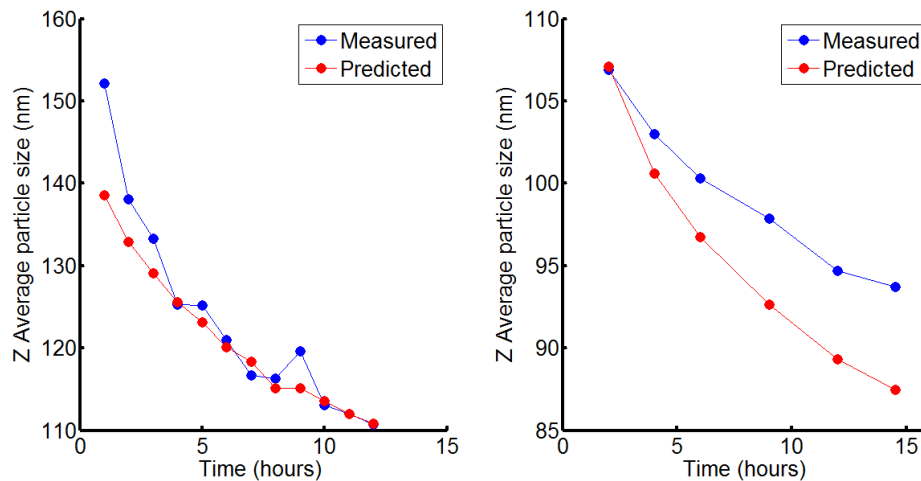 160
150
140
130
120
110
0
5
10
15
Z Average particle size (nm)
Time (hours)
Measured
Predicted
110
105
100
95
90
85
0
5
10
15
Z Average particle size (nm)
Time (hours)
Measured
Predicted